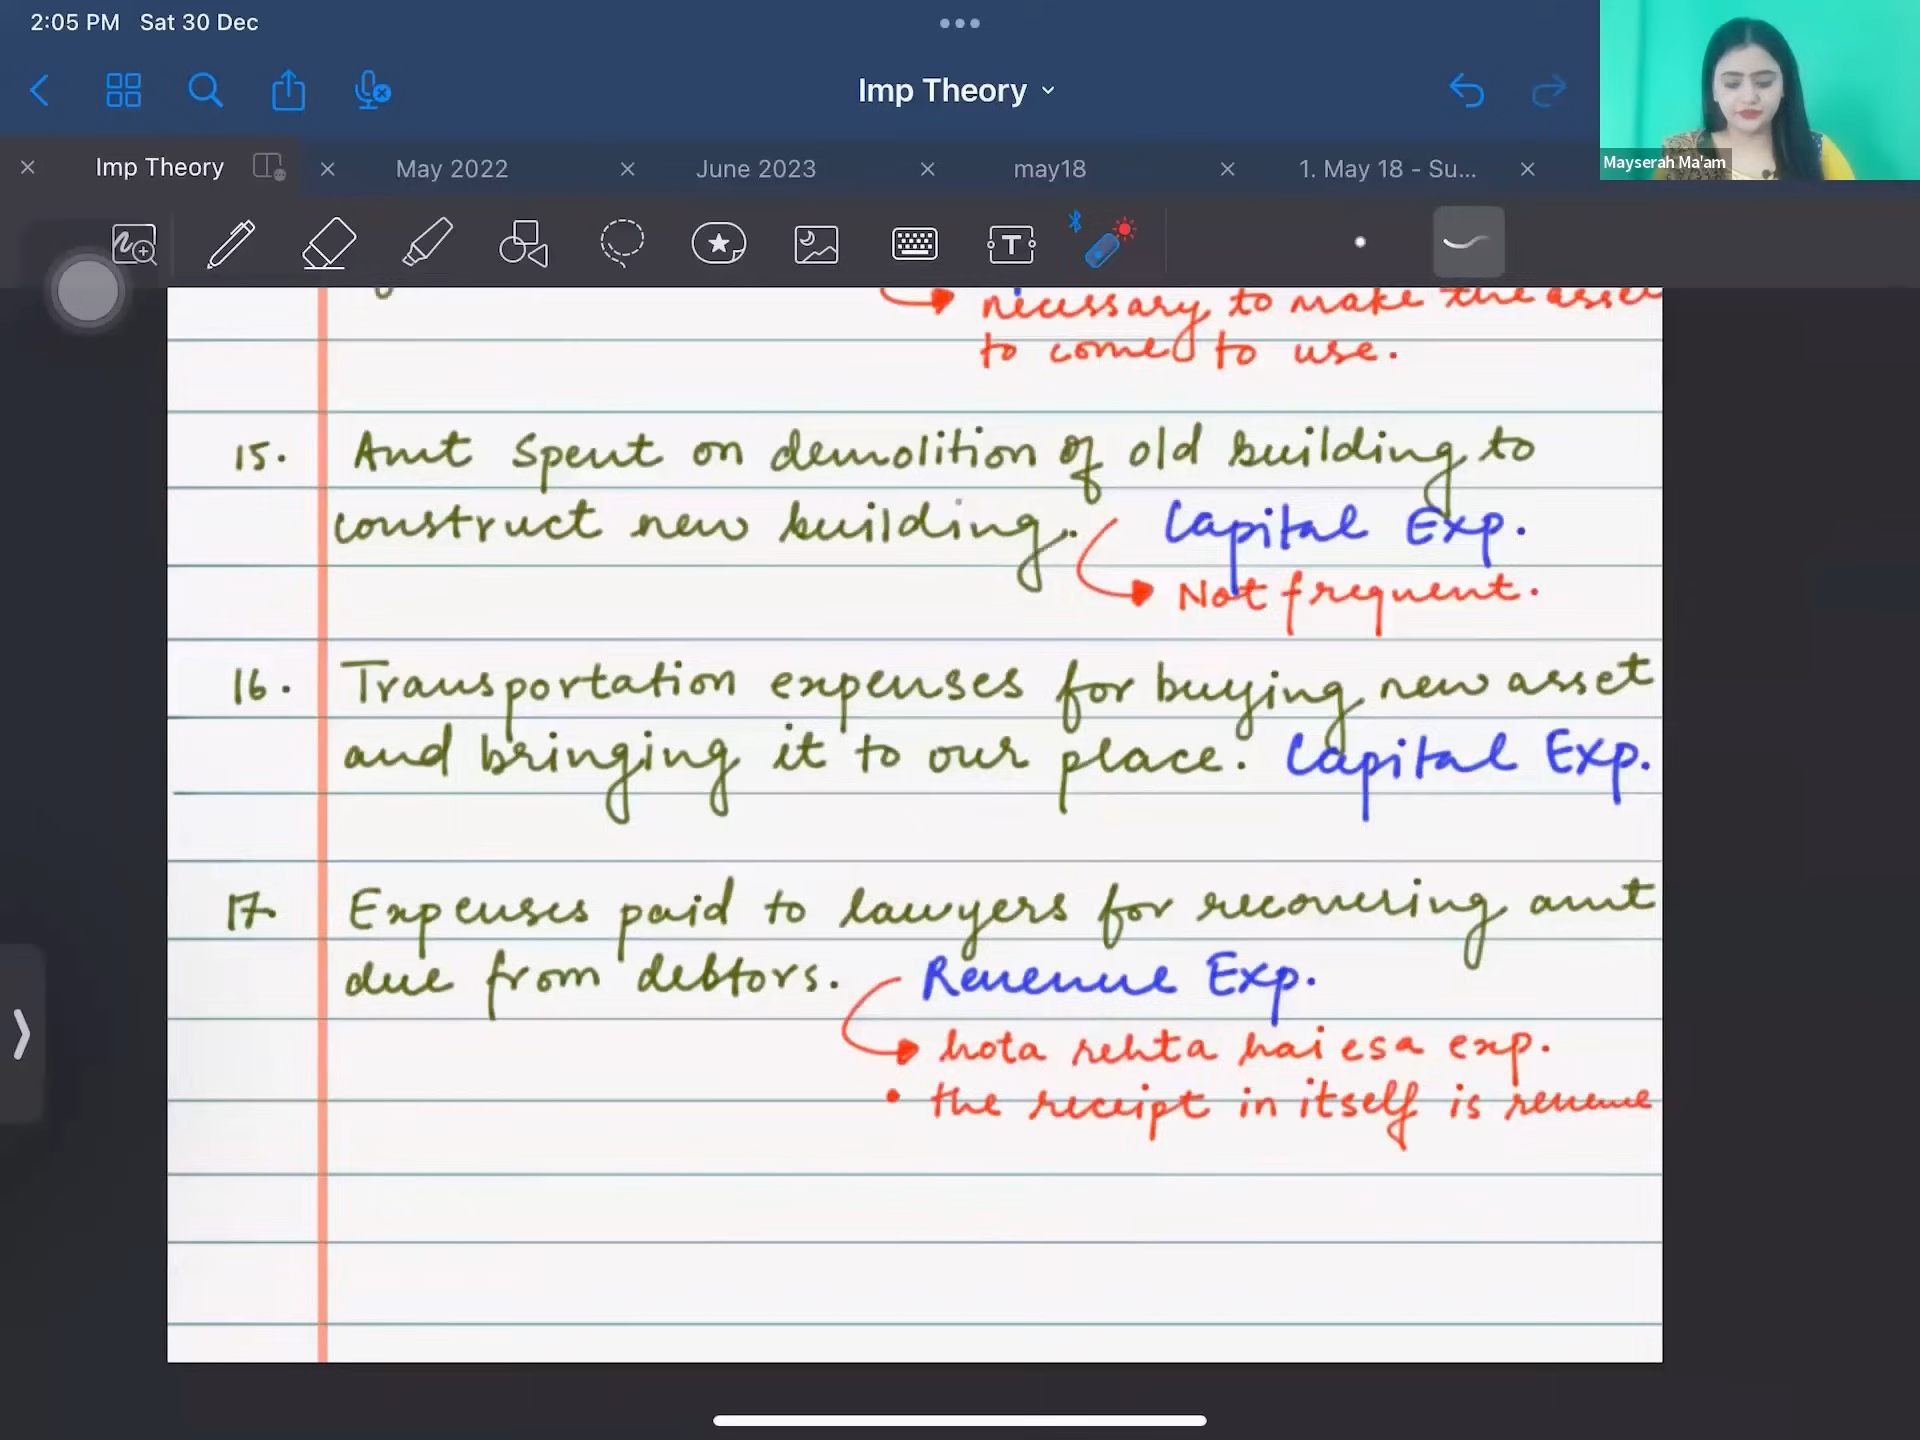 2:05 PM Sat 30 Dec
Imp Theory
Mayserah Ma'am
Imp Theory
May 2022
June 2023
may18
1. May 18 - Su...
T
necessary to make the asse
to come to use.
15. Amt Spent on demolition of old building to
construct new building. Capital Exp.
Not frequent.
16. Transportation expenses for buying new asset
and bringing it to our place. Capital Exp.
17. Expenses paid to lawyers for recovering amt
due from debtors. Revenue Exp.
hota rehta hai esa exp.
• the receipt in itself is revenue